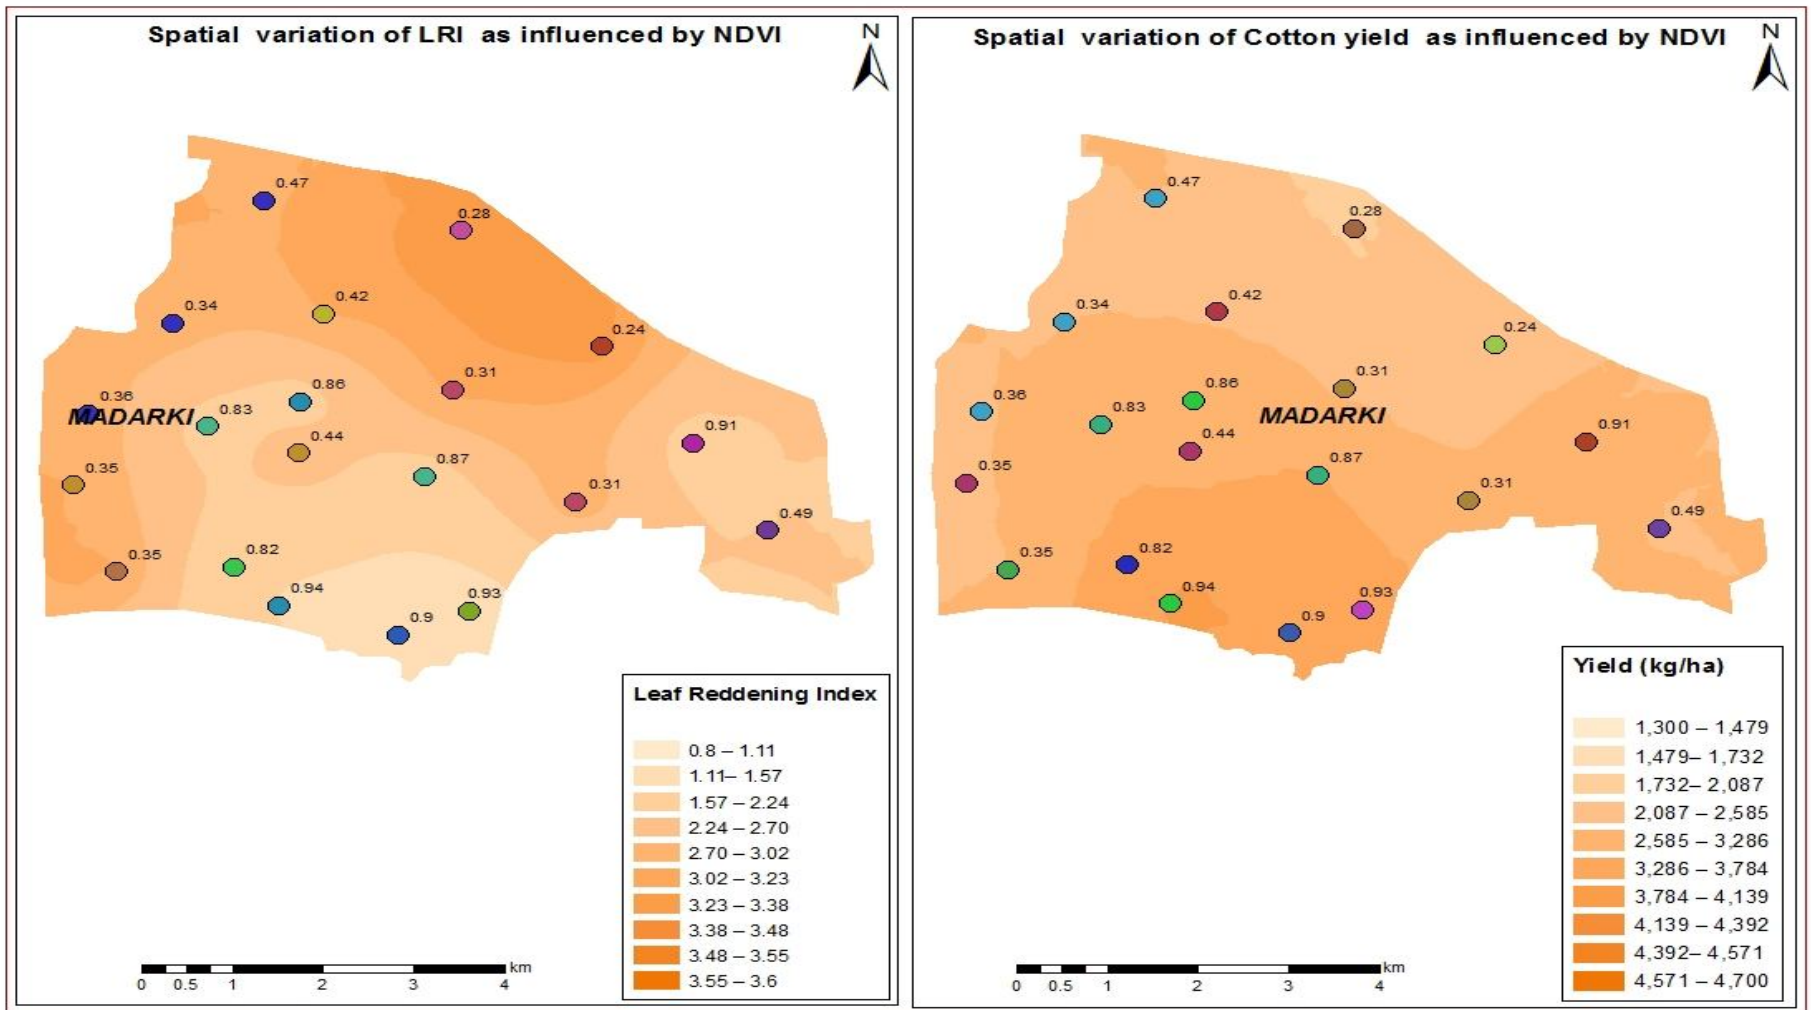 Spatial variation of LRI as influenced by NDVI
N
0.47
0.28
0.42
0.34
0.24
0.31
0.86
0.36
MADARKI
0.83
0.91
0.44
0.87
0.35
0.31
0.49
0.35
0.82
0.94
0.93
0.9
Leaf Reddening Index
0.8 – 1.11
1.11– 1.57
1.57 – 2.24
2.24 – 2.70
2.70 – 3.02
3.02 – 3.23
3.23 – 3.38
3.38 – 3.48
3.48 – 3.55
3.55 – 3.6
km
0 0.5 1 2 3 4
Spatial variation of Cotton yield as influenced by NDVI
N
0.47
0.28
0.42
0.34
0.24
0.31
0.86
0.36
MADARKI
0.83
0.91
0.44
0.87
0.35
0.31
0.49
0.35
0.82
0.94
0.93
0.9
Yield (kg/ha)
1,300 – 1,479
1,479– 1,732
1,732– 2,087
2,087 – 2,585
2,585 – 3,286
3,286 – 3,784
3,784 – 4,139
4,139 – 4,392
4,392– 4,571
4,571 – 4,700
km
0 0.5 1 2 3 4